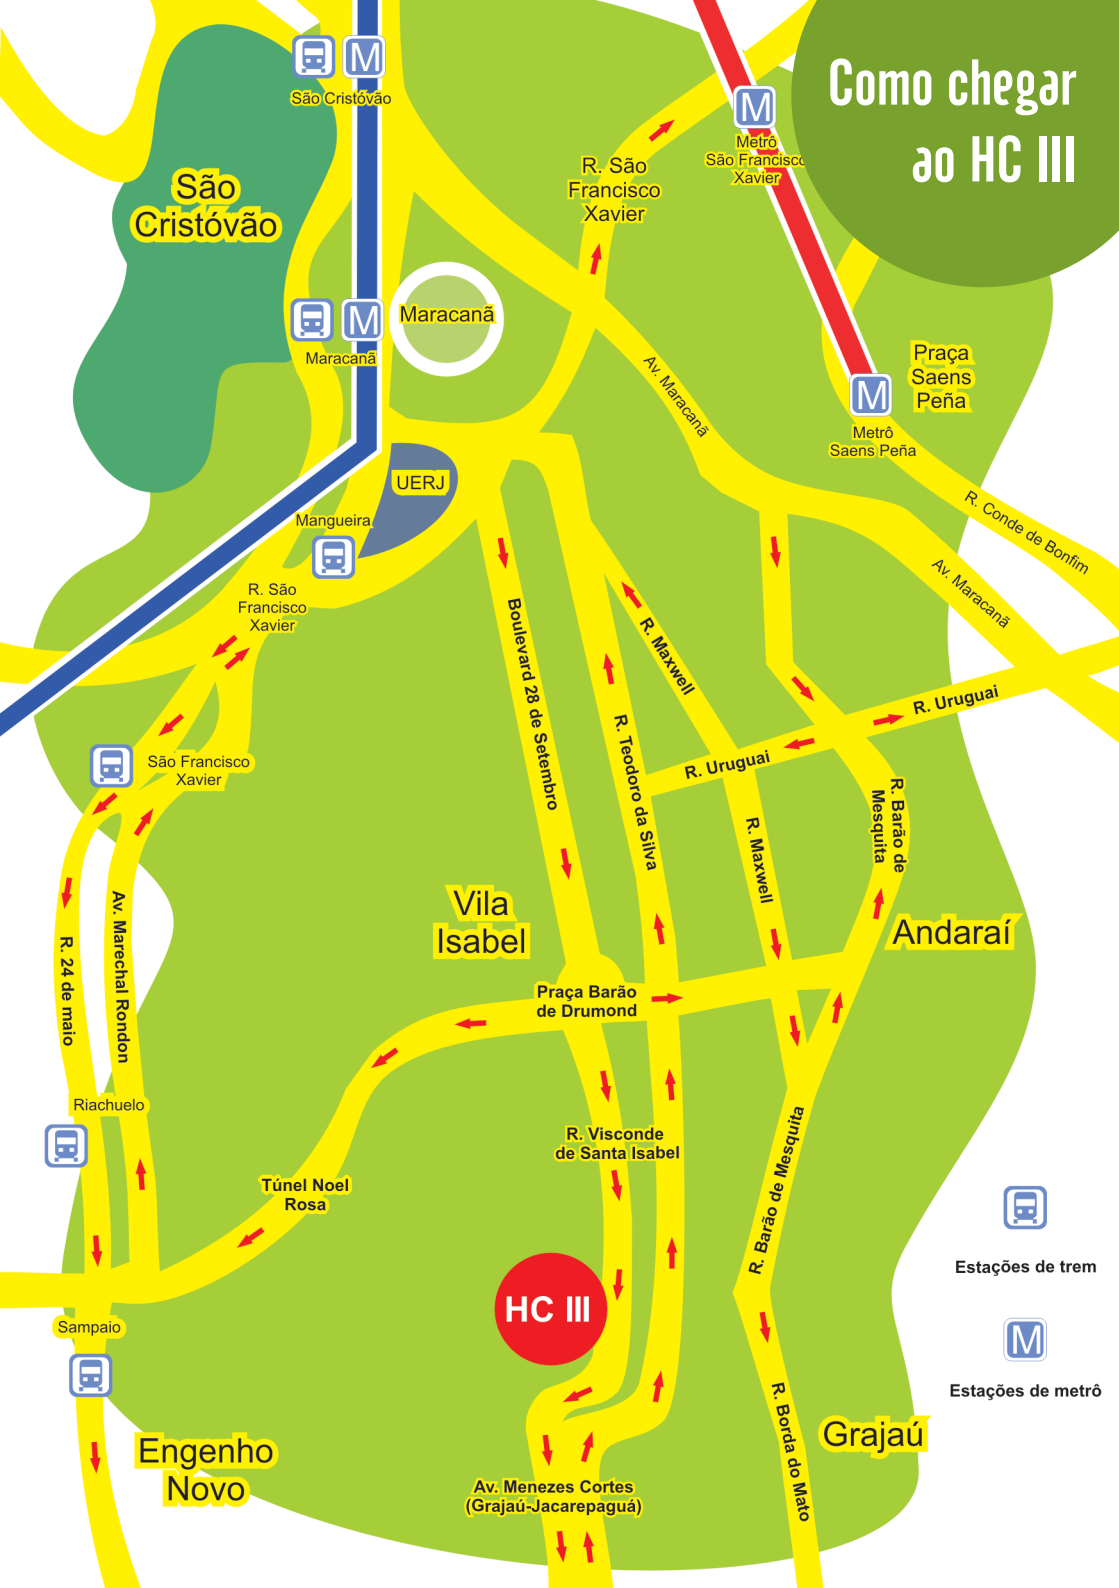 Como chegar
ao HC III
M
São Cristóvão
São
Cristóvão
R. São
Francisco
Xavier
M
Metrô
São Francisco
Xavier
M
Maracanã
Maracanã
Av. Maracanã
Praça
Saens
Peña
M
Metrô
Saens Peña
UERJ
Mangueira
R. Conde de Bonfim
Av. Maracanã
R. São
Francisco
Xavier
Boulevard 28 de Setembro
R. Maxwell
R. Teodoro da Silva
R. Uruguai
R. Uruguai
São Francisco
Xavier
R. Maxwell
R. Barão de
Mesquita
Vila
Isabel
Andaraí
R. 24 de maio
Av. Marechal Rondon
Praça Barão
de Drumond
Riachuelo
R. Visconde
de Santa Isabel
R. Barão de Mesquita
Túnel Noel
Rosa
HC III
Estações de trem
Sampaio
M
Estações de metrô
R. Borda do Mato
Grajaú
Engenho
Novo
Av. Menezes Cortes
(Grajaú-Jacarepaguá)